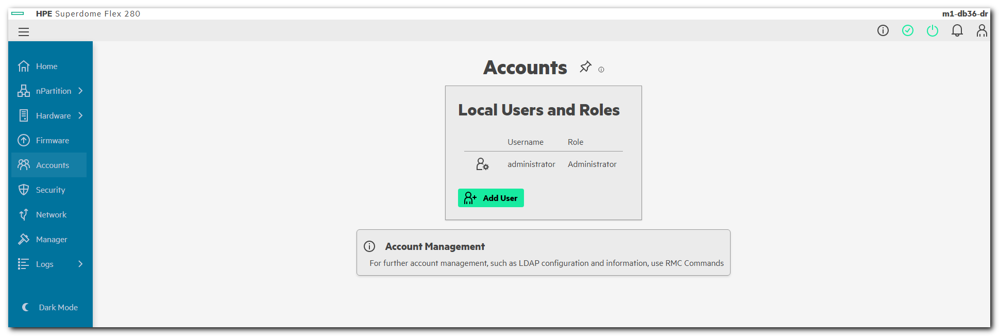 HPE Superdome Flex 280
m1-db36-dr
Home
nPartition
Hardware
Firmware
Accounts
Security
Network
Manager
Logs
Dark Mode
Accounts
Local Users and Roles
Username Role
administrator Administrator
Add User
Account Management
For further account management, such as LDAP configuration and information, use RMC Commands